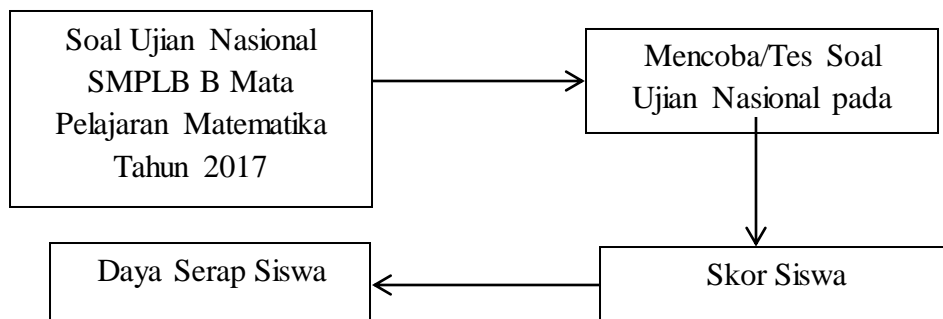 Soal Ujian Nasional
SMPLB B Mata
Pelajaran Matematika
Tahun 2017
Mencoba/Tes Soal
Ujian Nasional pada
Skor Siswa
Daya Serap Siswa